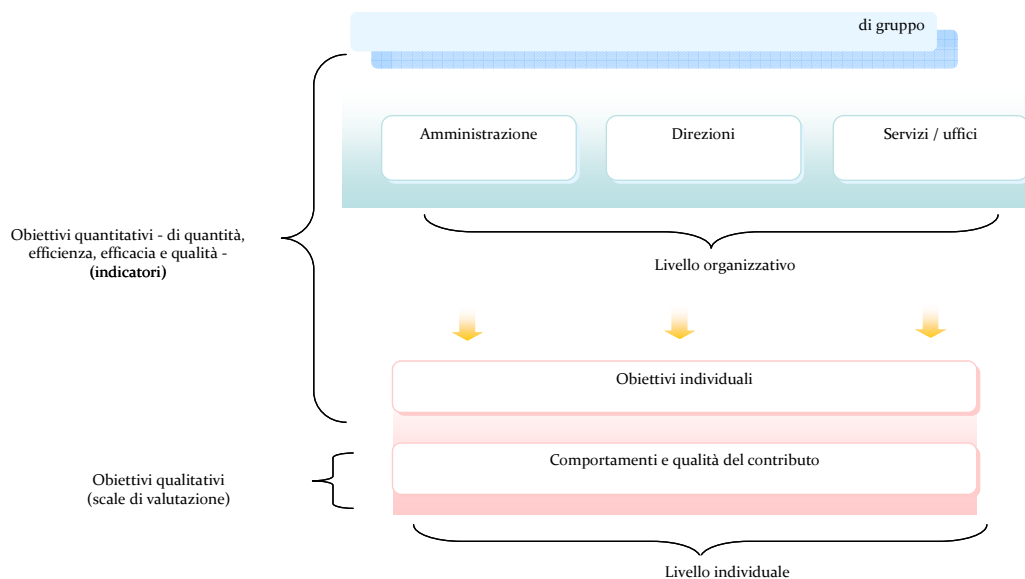 di gruppo
Amministrazione
Direzioni
Servizi / uffici
Obiettivi quantitativi - di quantità,
efficienza, efficacia e qualità -
(indicatori)
Livello organizzativo
Obiettivi individuali
Comportamenti e qualità del contributo
Obiettivi qualitativi
(scale di valutazione)
Livello individuale